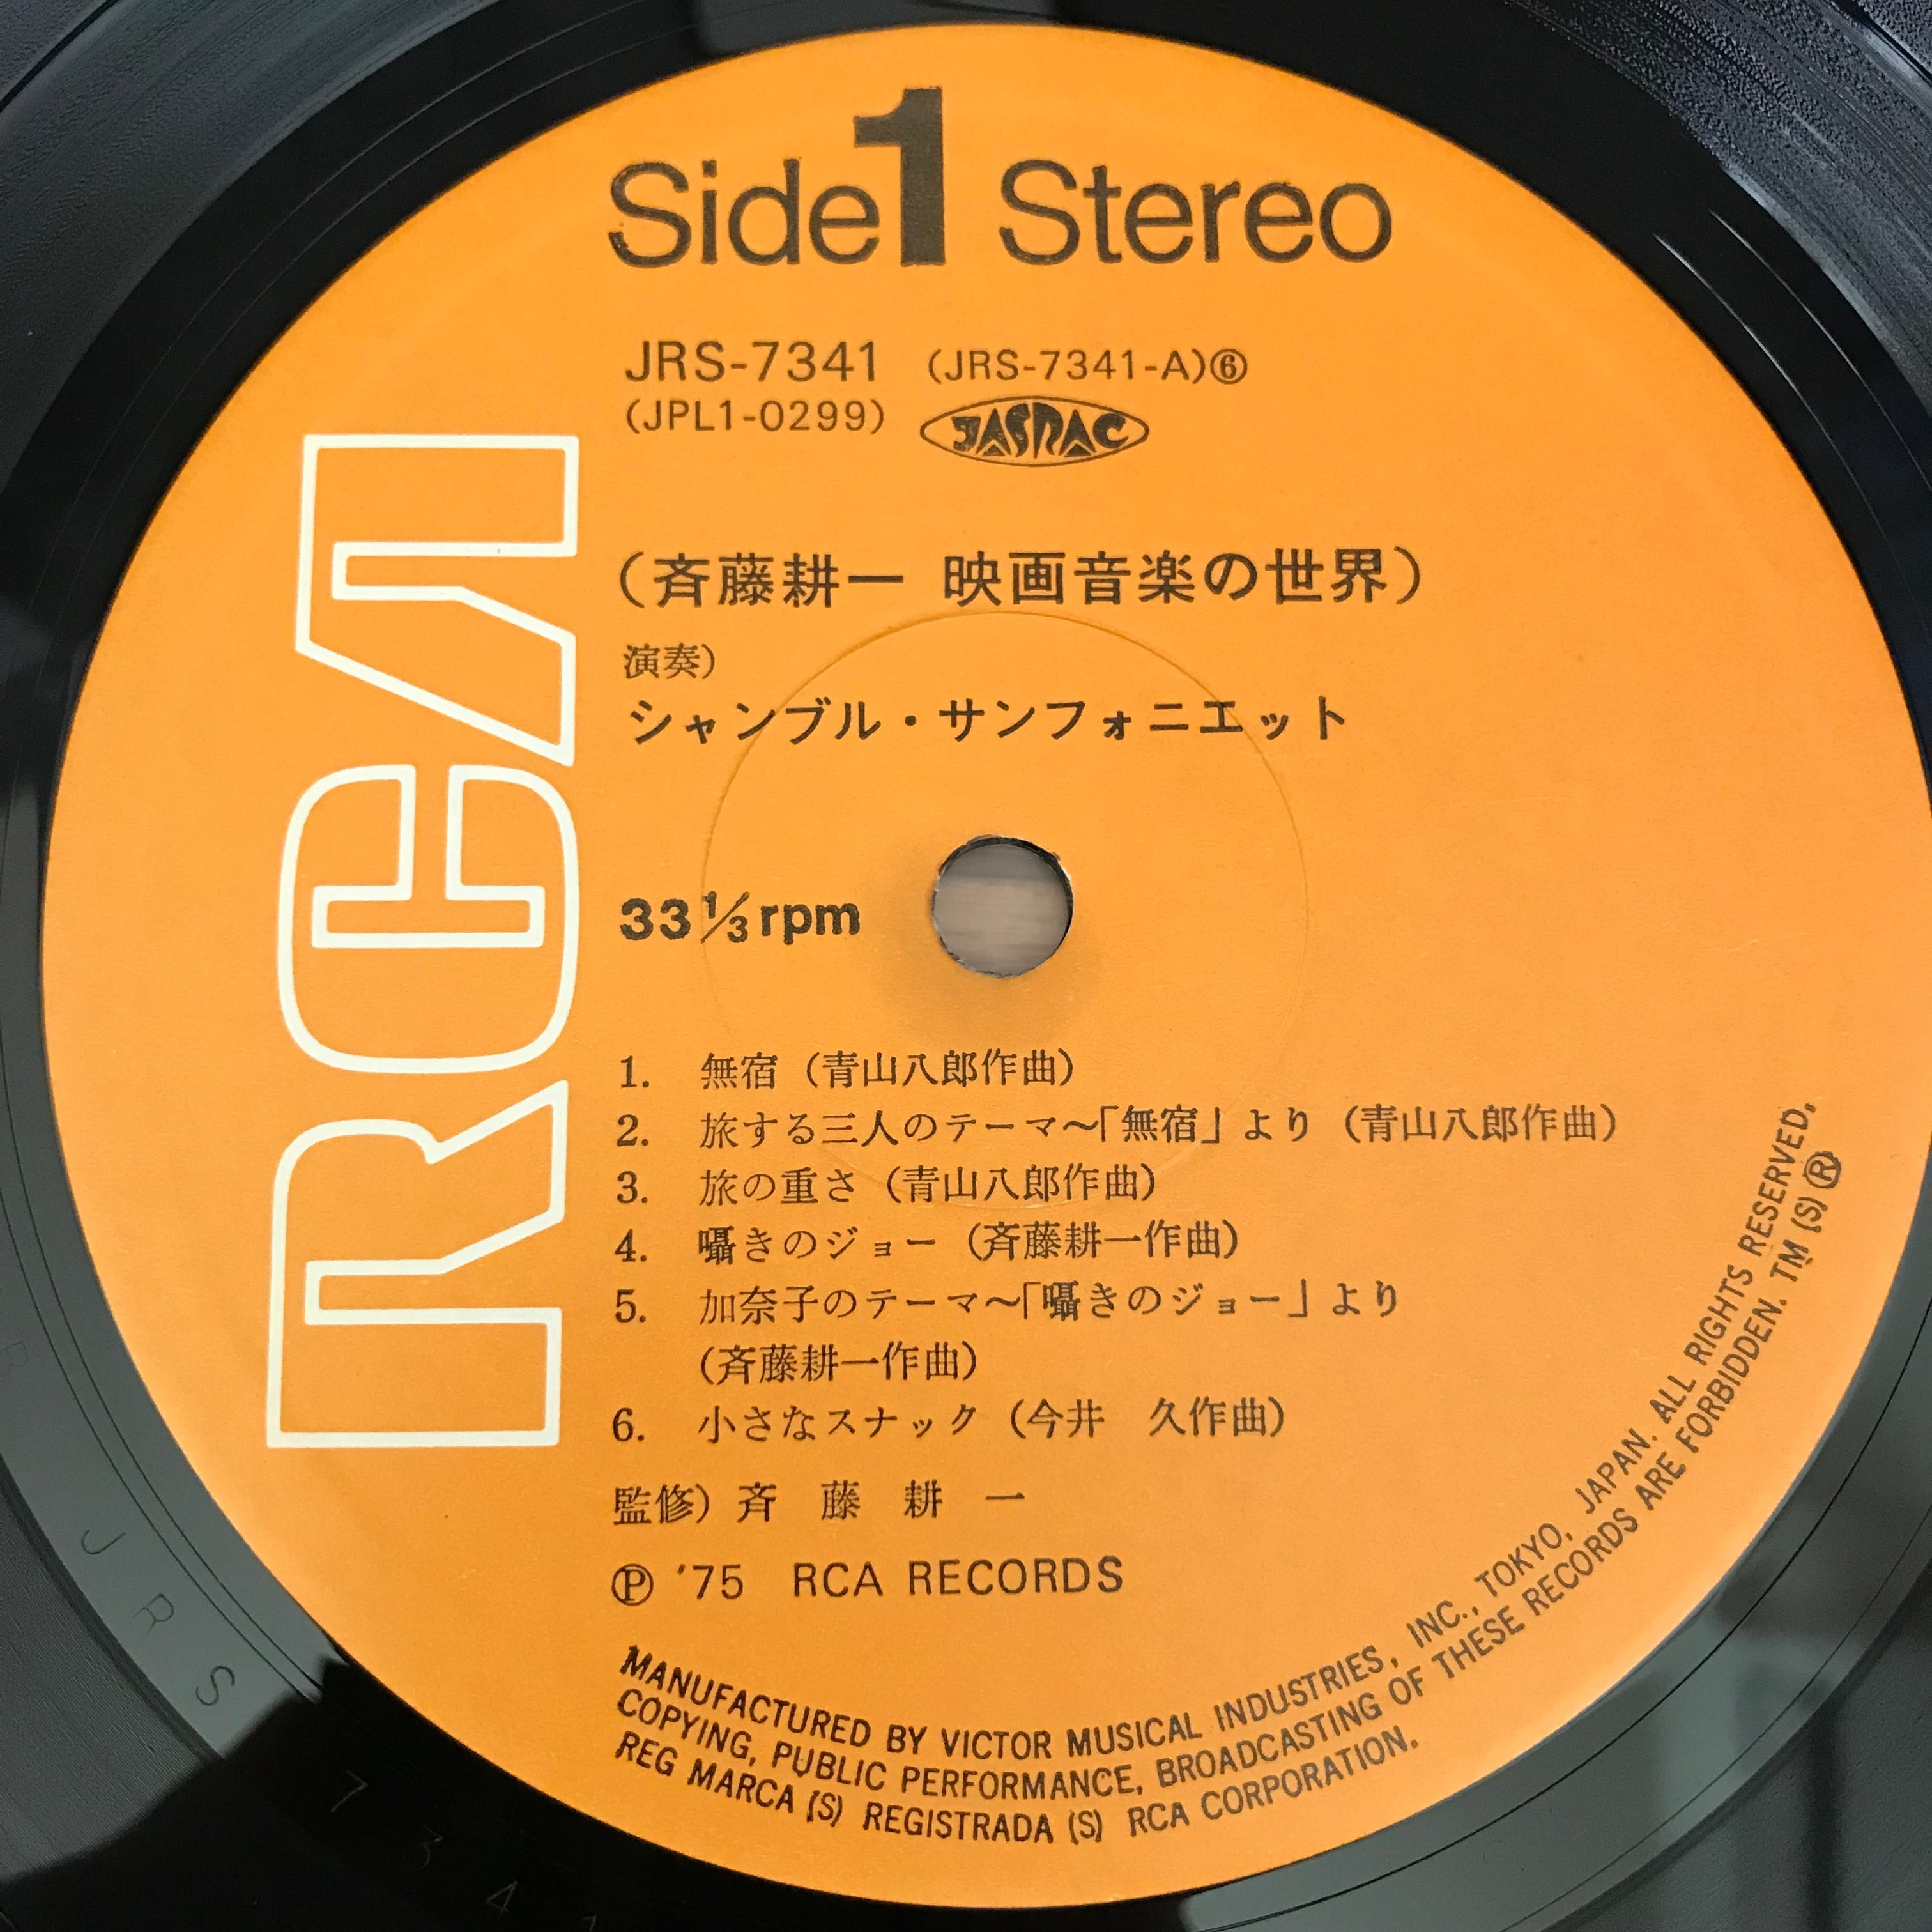 Side 1 Stereo
JRS-7341 (JRS-7341-A)⑥
(JPL1-0299) JASRAC
(斉藤耕一 映画音楽の世界)
演奏)
シャンブル・サンフォニエット
RCA
33⅓rpm
1. 無宿(青山八郎作曲)
2. 旅する三人のテーマ〜「無宿」より(青山八郎作曲)
3. 旅の重さ(青山八郎作曲)
4. 囁きのジョー(斉藤耕一作曲)
5. 加奈子のテーマ〜「囁きのジョー」より
(斉藤耕一作曲)
6. 小さなスナック(今井 久作曲)
監修)斉 藤 耕 一
Ⓟ '75 RCA RECORDS
MANUFACTURED BY VICTOR MUSICAL INDUSTRIES, INC., TOKYO, JAPAN. ALL RIGHTS RESERVED,
COPYING, PUBLIC PERFORMANCE, BROADCASTING OF THESE RECORDS ARE FORBIDDEN. TM (S) ®
REG MARCA (S) REGISTRADA (S) RCA CORPORATION.
JRS 7341